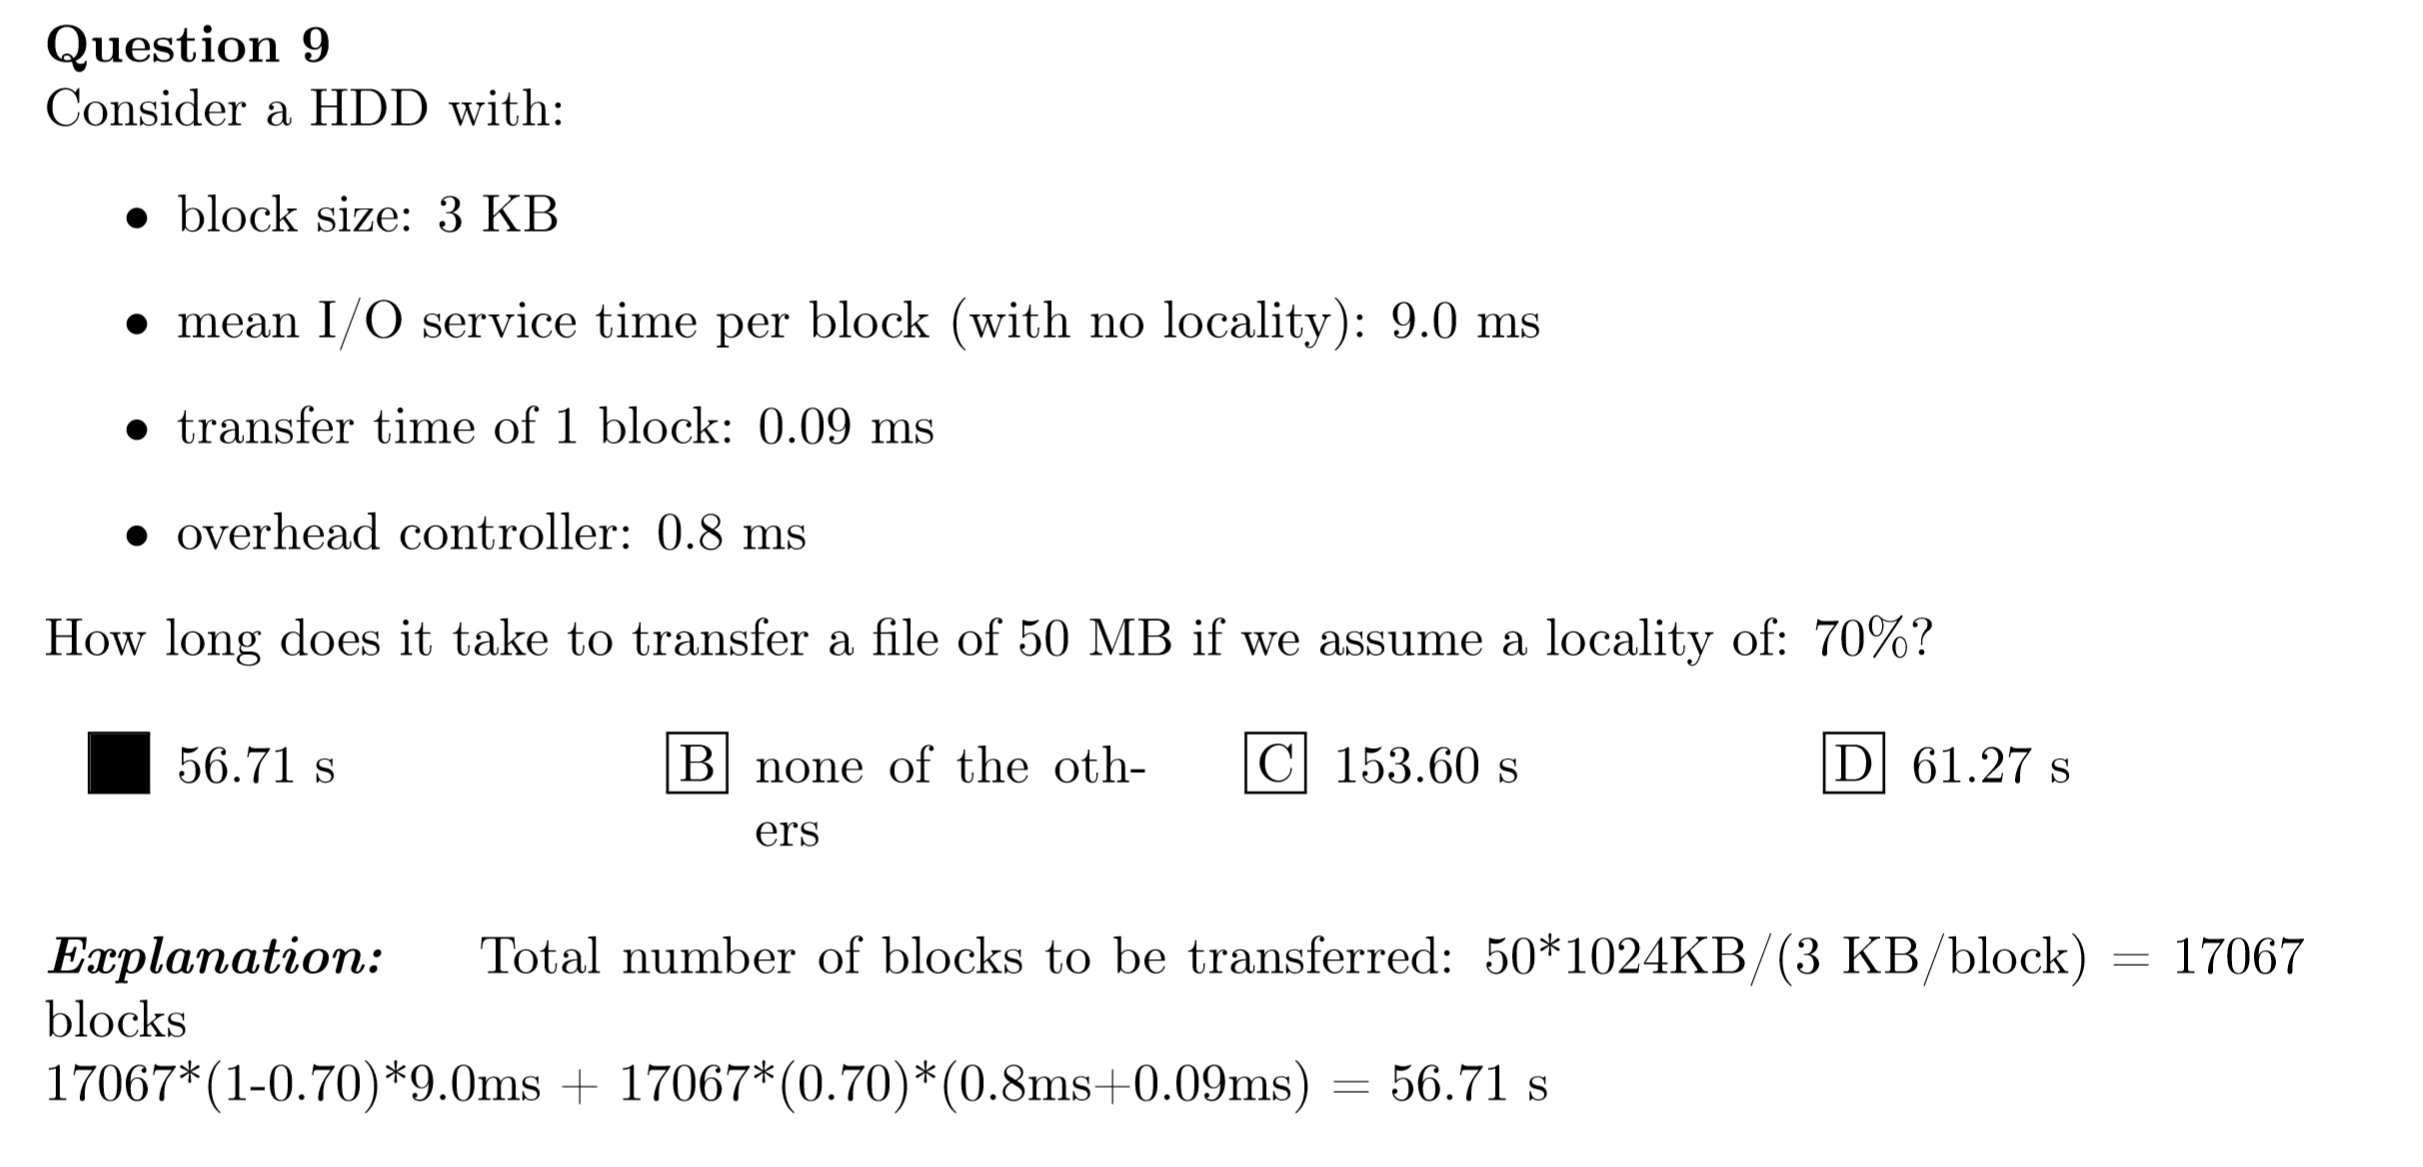 Question 9
Consider a HDD with:
• block size: 3 KB
• mean I/O service time per block (with no locality): 9.0 ms
• transfer time of 1 block: 0.09 ms
• overhead controller: 0.8 ms
How long does it take to transfer a file of 50 MB if we assume a locality of: 70%?
56.71 s B none of the oth- C 153.60 s D 61.27 s
ers
Explanation: Total number of blocks to be transferred: 50*1024KB/(3 KB/block) = 17067
blocks
17067*(1-0.70)*9.0ms + 17067*(0.70)*(0.8ms+0.09ms) = 56.71 s